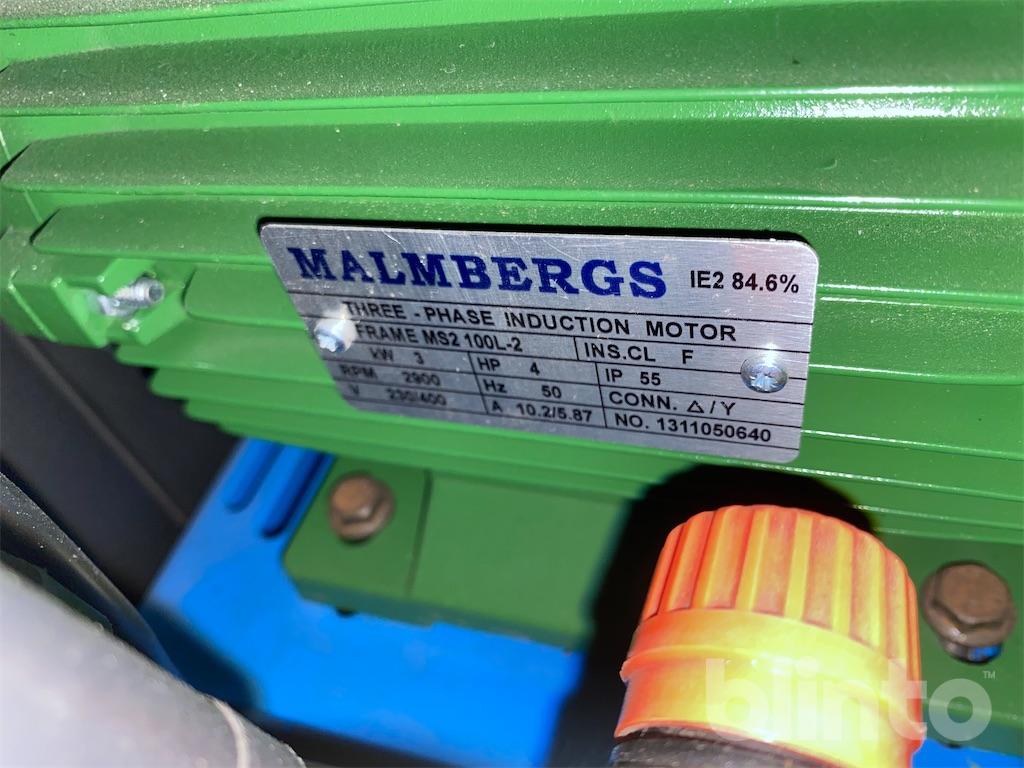 MALMBERGS IE2 84.6%
THREE - PHASE INDUCTION MOTOR
FRAME MS2 100L-2 INS.CL F
kW 3 HP 4 IP 55
RPM 2900 Hz 50 CONN. △/Y
V 230/400 A 10.2/5.87 NO. 1311050640
blinto™